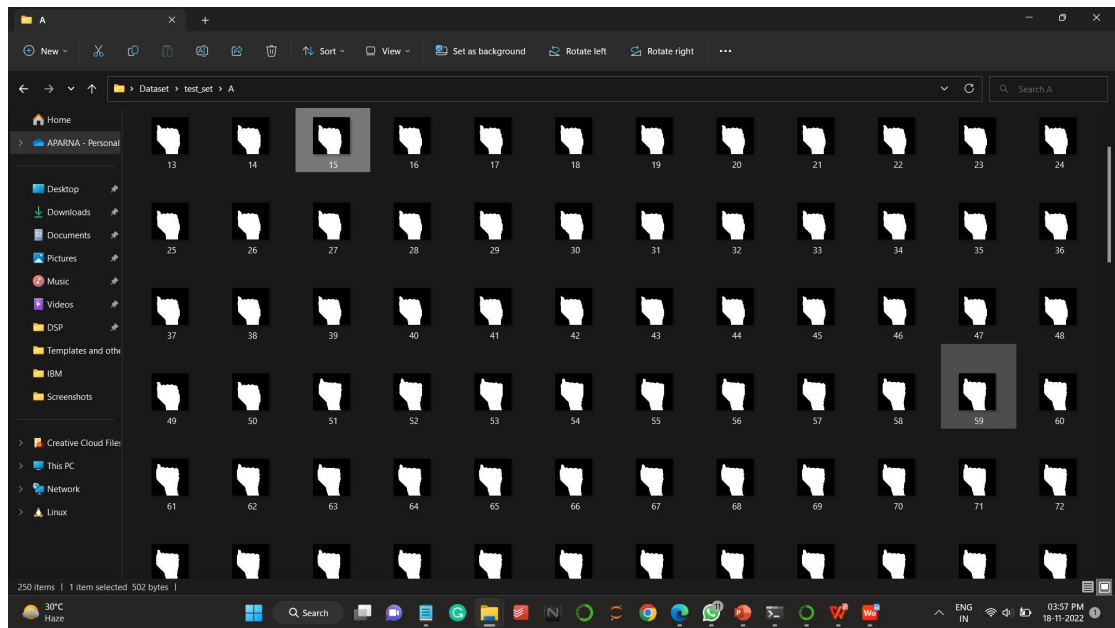 A
New
Sort
View
Set as background
Rotate left
Rotate right
Dataset > test_set > A
Search A
Home
APARNA - Personal
Desktop
Downloads
Documents
Pictures
Music
Videos
DSP
Templates and othe
IBM
Screenshots
Creative Cloud Files
This PC
Network
Linux
13 14 15 16 17 18 19 20 21 22 23 24
25 26 27 28 29 30 31 32 33 34 35 36
37 38 39 40 41 42 43 44 45 46 47 48
49 50 51 52 53 54 55 56 57 58 59 60
61 62 63 64 65 66 67 68 69 70 71 72
250 items | 1 item selected 502 bytes |
30°C
Haze
Search
ENG
IN
03:57 PM
18-11-2022
1